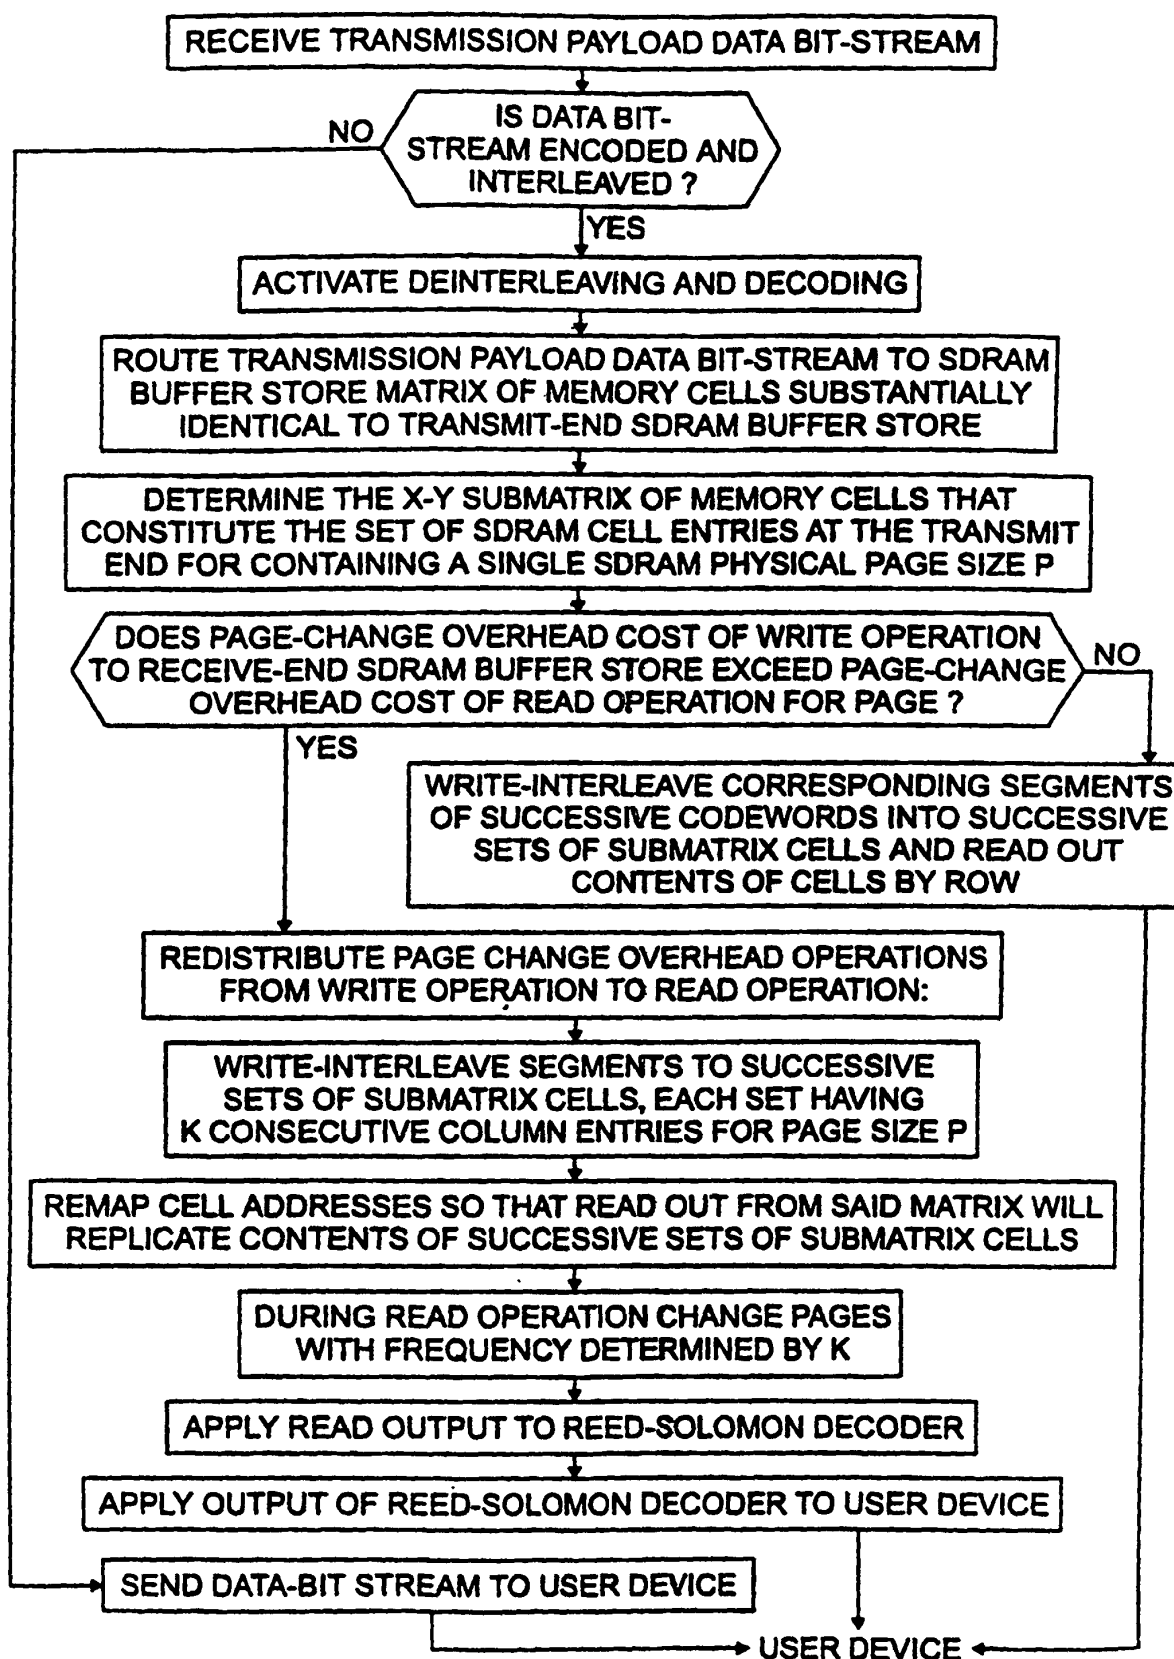 RECEIVE TRANSMISSION PAYLOAD DATA BIT-STREAM
IS DATA BIT-
STREAM ENCODED AND
INTERLEAVED ?
NO
YES
ACTIVATE DEINTERLEAVING AND DECODING
ROUTE TRANSMISSION PAYLOAD DATA BIT-STREAM TO SDRAM
BUFFER STORE MATRIX OF MEMORY CELLS SUBSTANTIALLY
IDENTICAL TO TRANSMIT-END SDRAM BUFFER STORE
DETERMINE THE X-Y SUBMATRIX OF MEMORY CELLS THAT
CONSTITUTE THE SET OF SDRAM CELL ENTRIES AT THE TRANSMIT
END FOR CONTAINING A SINGLE SDRAM PHYSICAL PAGE SIZE P
DOES PAGE-CHANGE OVERHEAD COST OF WRITE OPERATION
TO RECEIVE-END SDRAM BUFFER STORE EXCEED PAGE-CHANGE
OVERHEAD COST OF READ OPERATION FOR PAGE ?
NO
YES
WRITE-INTERLEAVE CORRESPONDING SEGMENTS
OF SUCCESSIVE CODEWORDS INTO SUCCESSIVE
SETS OF SUBMATRIX CELLS AND READ OUT
CONTENTS OF CELLS BY ROW
REDISTRIBUTE PAGE CHANGE OVERHEAD OPERATIONS
FROM WRITE OPERATION TO READ OPERATION:
WRITE-INTERLEAVE SEGMENTS TO SUCCESSIVE
SETS OF SUBMATRIX CELLS, EACH SET HAVING
K CONSECUTIVE COLUMN ENTRIES FOR PAGE SIZE P
REMAP CELL ADDRESSES SO THAT READ OUT FROM SAID MATRIX WILL
REPLICATE CONTENTS OF SUCCESSIVE SETS OF SUBMATRIX CELLS
DURING READ OPERATION CHANGE PAGES
WITH FREQUENCY DETERMINED BY K
APPLY READ OUTPUT TO REED-SOLOMON DECODER
APPLY OUTPUT OF REED-SOLOMON DECODER TO USER DEVICE
SEND DATA-BIT STREAM TO USER DEVICE
USER DEVICE